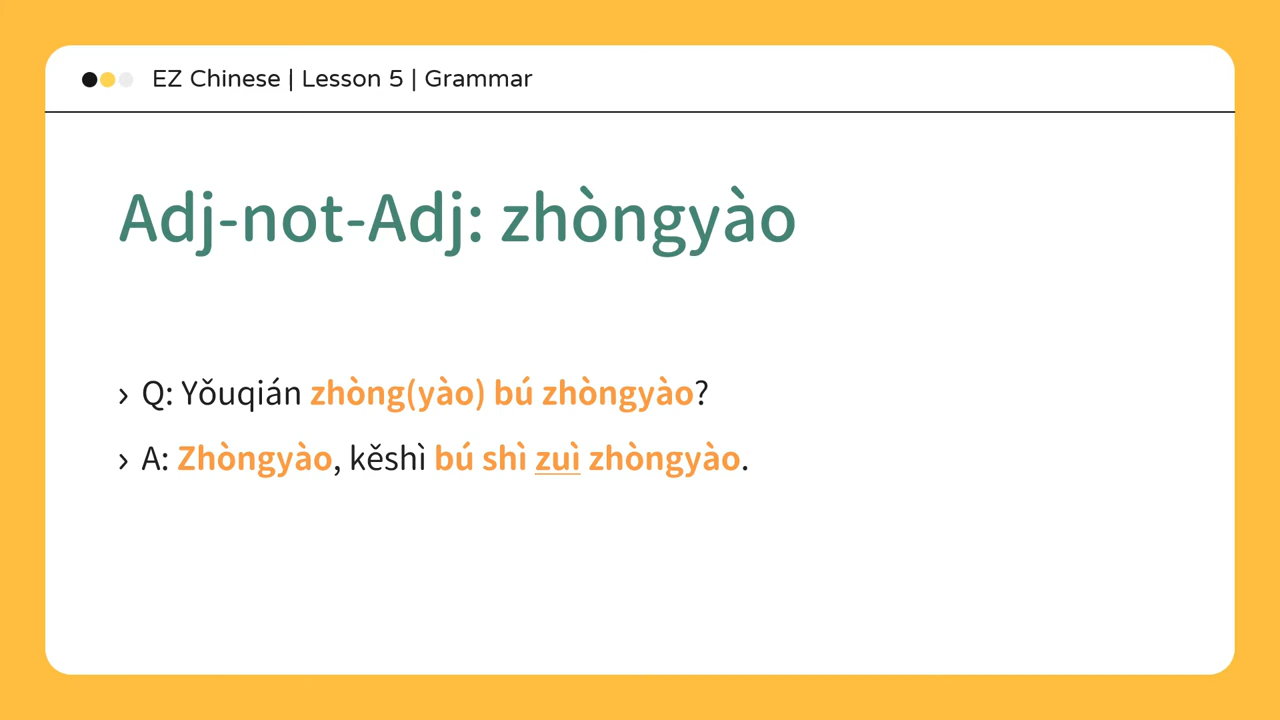 EZ Chinese | Lesson 5 | Grammar
Adj-not-Adj: zhòngyào
› Q: Yǒuqián zhòng(yào) bú zhòngyào?
› A: Zhòngyào, kěshì bú shì zuì zhòngyào.